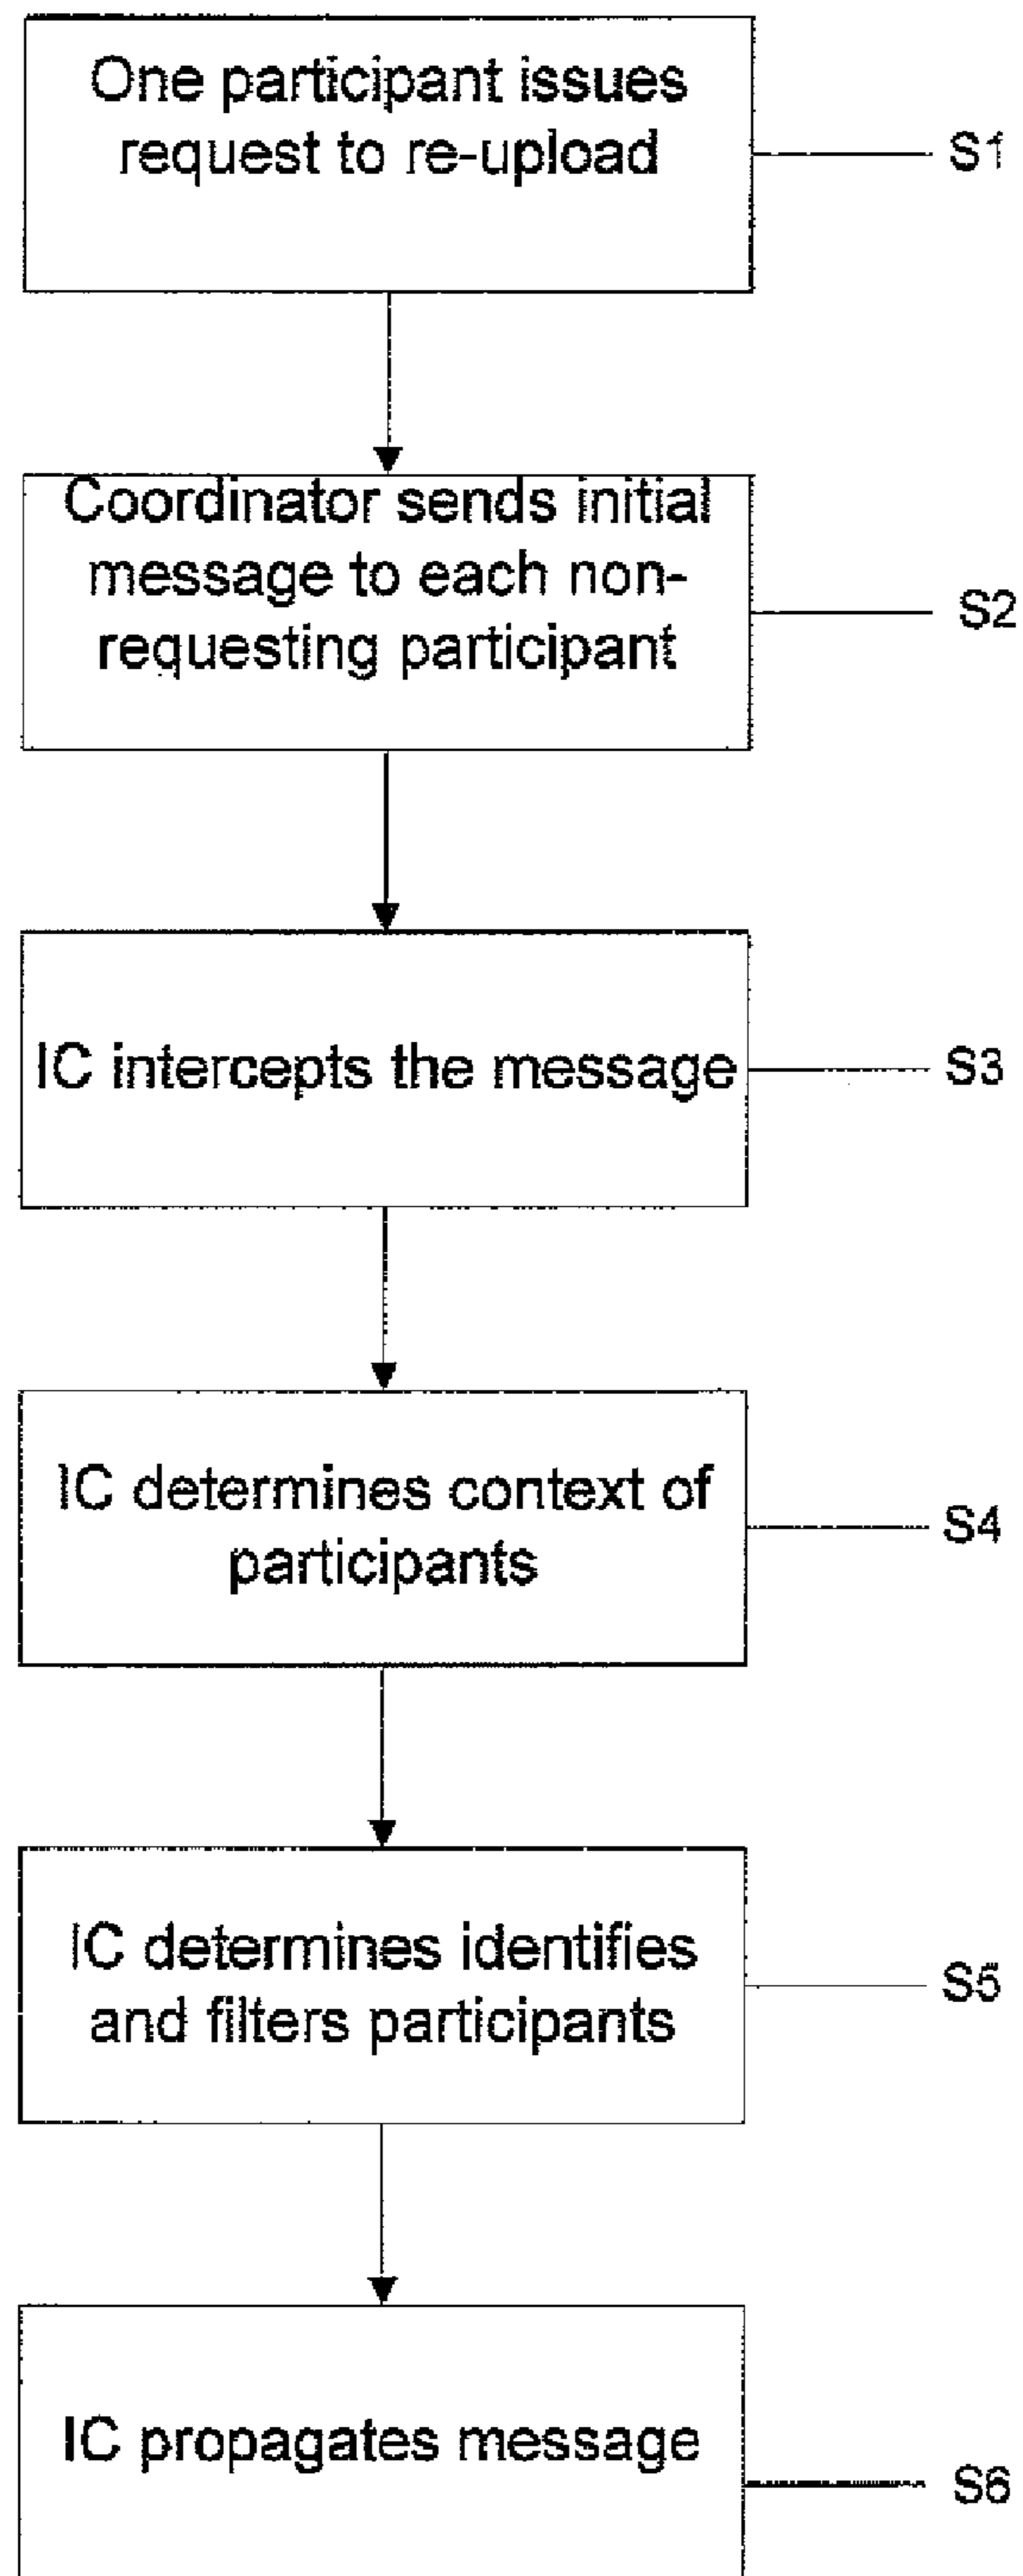 One participant issues
request to re-upload
S1
Coordinator sends initial
message to each non-
requesting participant
S2
IC intercepts the message
S3
IC determines context of
participants
S4
IC determines identifies
and filters participants
S5
IC propagates message
S6